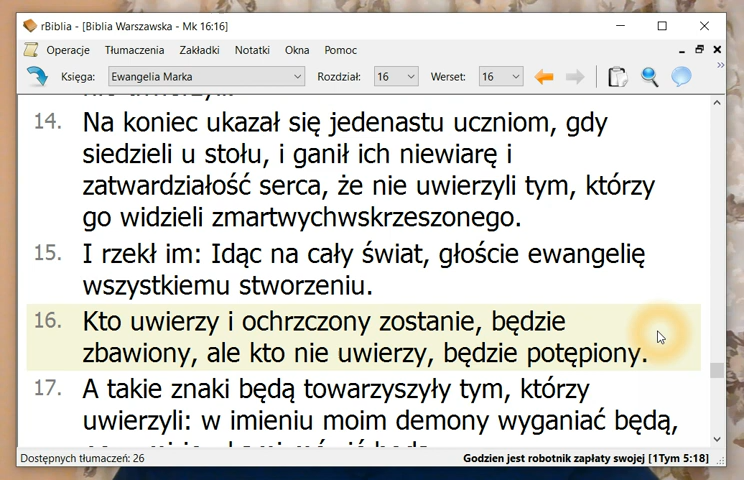 rBiblia - [Biblia Warszawska - Mk 16:16]
Operacje Tłumaczenia Zakładki Notatki Okna Pomoc
Księga: Ewangelia Marka Rozdział: 16 Werset: 16
14. Na koniec ukazał się jedenastu uczniom, gdy
siedzieli u stołu, i ganił ich niewiarę i
zatwardziałość serca, że nie uwierzyli tym, którzy
go widzieli zmartwychwskrzeszonego.
15. I rzekł im: Idąc na cały świat, głoście ewangelię
wszystkiemu stworzeniu.
16. Kto uwierzy i ochrzczony zostanie, będzie
zbawiony, ale kto nie uwierzy, będzie potępiony.
17. A takie znaki będą towarzyszyły tym, którzy
uwierzyli: w imieniu moim demony wyganiać będą,
Dostępnych tłumaczeń: 26 Godzien jest robotnik zapłaty swojej [1Tym 5:18]